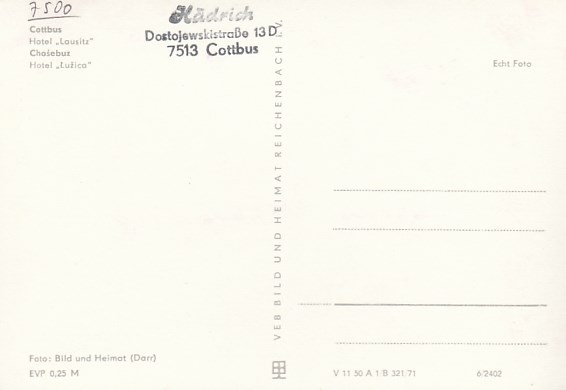 7500
Cottbus
Hotel „Lausitz“
Chośebuz
Hotel „Łužica“
Hädrich
Dostojewskistraße 13 D
7513 Cottbus
Echt Foto
VEB BILD UND HEIMAT REICHENBACH i. V.
Foto: Bild und Heimat (Darr)
EVP 0,25 M
V 11 50 A 1 B 321/71
6/2402